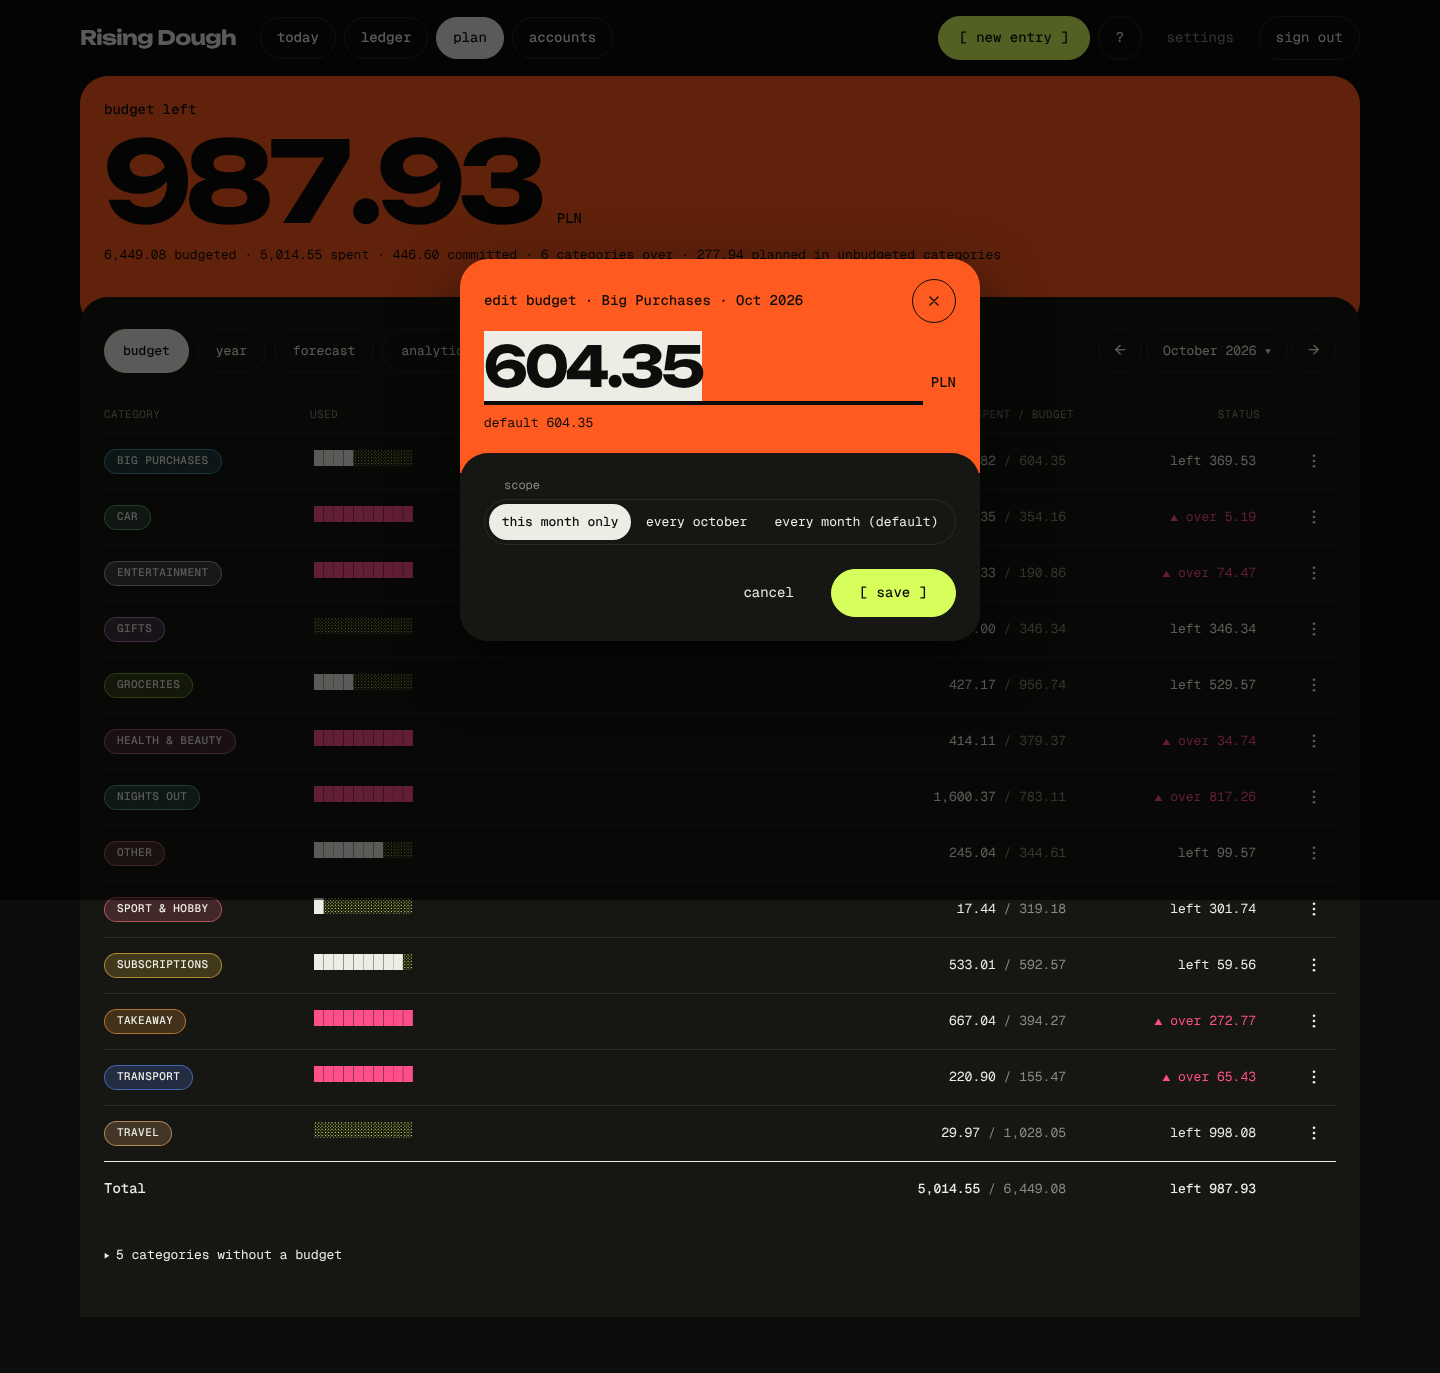 Rising Dough today ledger plan accounts [ new entry ] ? settings sign out
budget left
987.93 PLN
6,449.08 budgeted · 5,014.55 spent · 446.60 committed · 6 categories over · 277.94 planned in unbudgeted categories
edit budget · Big Purchases · Oct 2026
604.35 PLN
default 604.35
scope
this month only every october every month (default)
cancel [ save ]
budget year forecast October 2026 ▾
CATEGORY USED / BUDGET STATUS
BIG PURCHASES / 604.35 left 369.53
CAR / 354.16 ▲ over 5.19
ENTERTAINMENT / 190.86 ▲ over 74.47
GIFTS / 346.34 left 346.34
GROCERIES 427.17 / 956.74 left 529.57
HEALTH & BEAUTY 414.11 / 379.37 ▲ over 34.74
NIGHTS OUT 1,600.37 / 783.11 ▲ over 817.26
OTHER 245.04 / 344.61 left 99.57
SPORT & HOBBY 17.44 / 319.18 left 301.74
SUBSCRIPTIONS 533.01 / 592.57 left 59.56
TAKEAWAY 667.04 / 394.27 ▲ over 272.77
TRANSPORT 220.90 / 155.47 ▲ over 65.43
TRAVEL 29.97 / 1,028.05 left 998.08
Total 5,014.55 / 6,449.08 left 987.93
▸ 5 categories without a budget